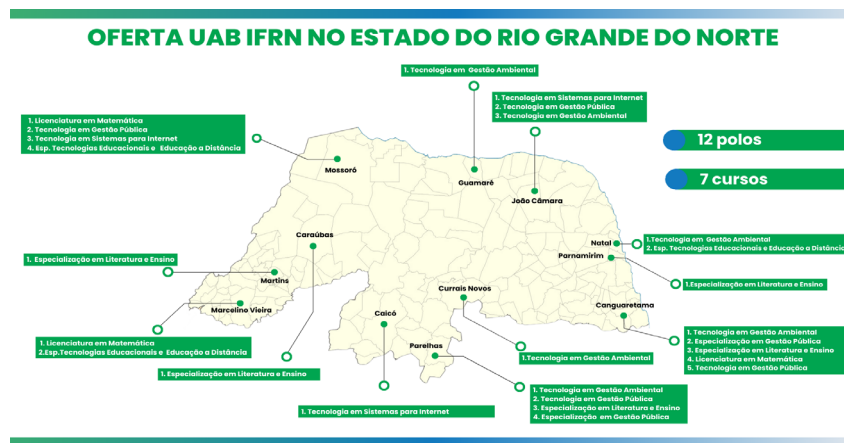 OFERTA UAB IFRN NO ESTADO DO RIO GRANDE DO NORTE
1. Tecnologia em Gestão Ambiental
1. Tecnologia em Sistemas para Internet
2. Tecnologia em Gestão Pública
3. Tecnologia em Gestão Ambiental
1. Licenciatura em Matemática
2. Tecnologia em Gestão Pública
3. Tecnologia em Sistemas para Internet
4. Esp. Tecnologias Educacionais e Educação a Distância
12 polos
7 cursos
Mossoró
Guamaré
João Câmara
Caraúbas
Natal
1.Tecnologia em Gestão Ambiental
2. Esp. Tecnologias Educacionais e Educação a Distância
Parnamirim
1. Especialização em Literatura e Ensino
Martins
1.Especialização em Literatura e Ensino
Currais Novos
Marcelino Vieira
Canguaretama
Caicó
1. Licenciatura em Matemática
2.Esp.Tecnologias Educacionais e Educação a Distância
Parelhas
1. Tecnologia em Gestão Ambiental
2. Especialização em Gestão Pública
3. Especialização em Literatura e Ensino
4. Licenciatura em Matemática
5. Tecnologia em Gestão Pública
1.Tecnologia em Gestão Ambiental
1. Especialização em Literatura e Ensino
1. Tecnologia em Gestão Ambiental
2. Tecnologia em Gestão Pública
3. Especialização em Literatura e Ensino
4. Especialização em Gestão Pública
1. Tecnologia em Sistemas para Internet